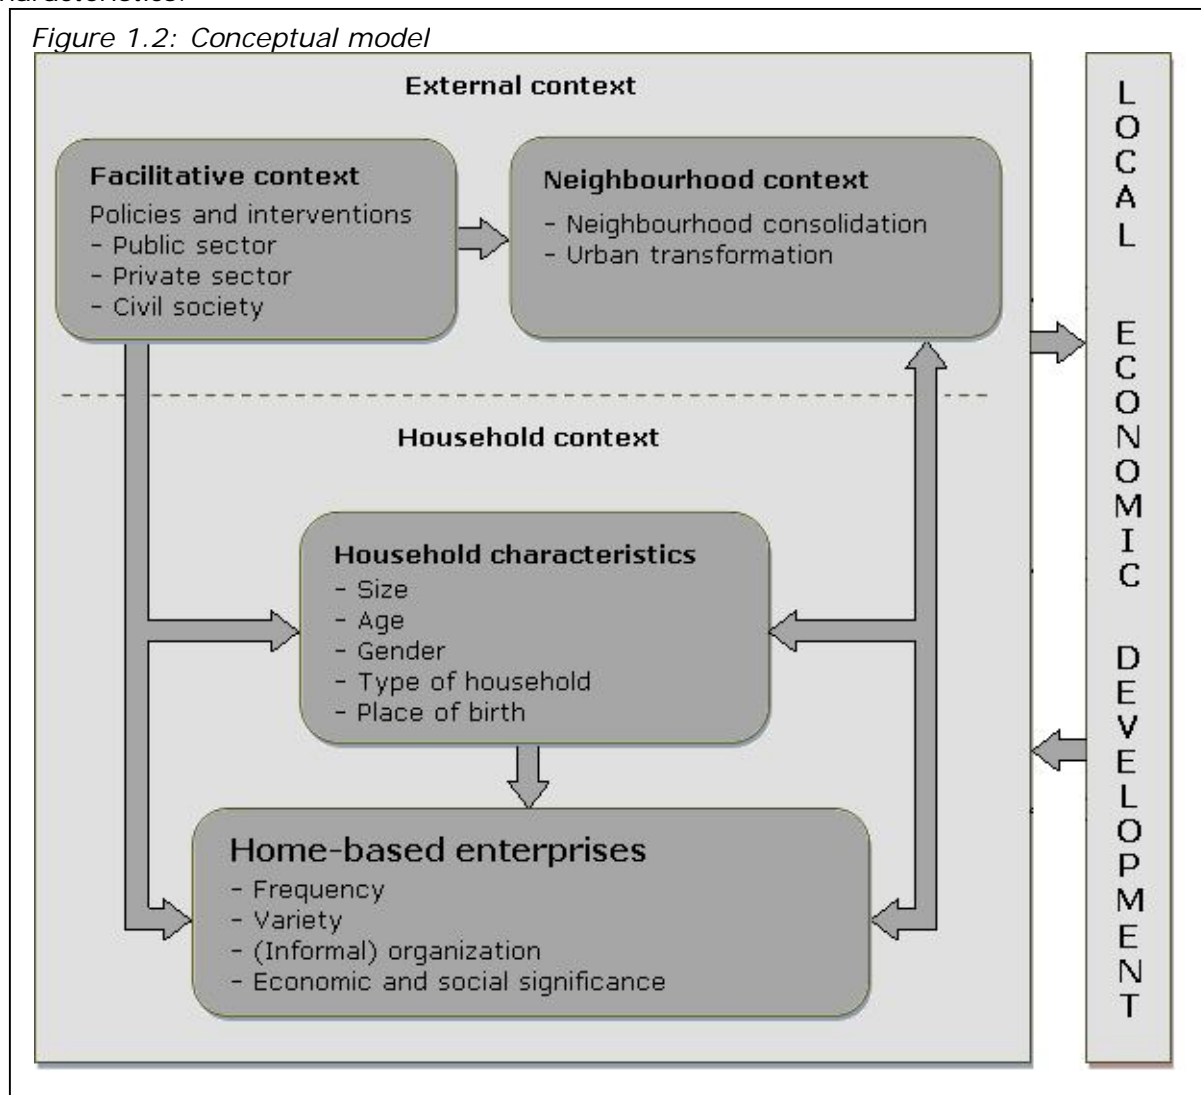 Figure 1.2: Conceptual model
External context
Facilitative context
Policies and interventions
- Public sector
- Private sector
- Civil society
Neighbourhood context
- Neighbourhood consolidation
- Urban transformation
Household context
Household characteristics
- Size
- Age
- Gender
- Type of household
- Place of birth
Home-based enterprises
- Frequency
- Variety
- (Informal) organization
- Economic and social significance
LOCAL ECONOMIC DEVELOPMENT